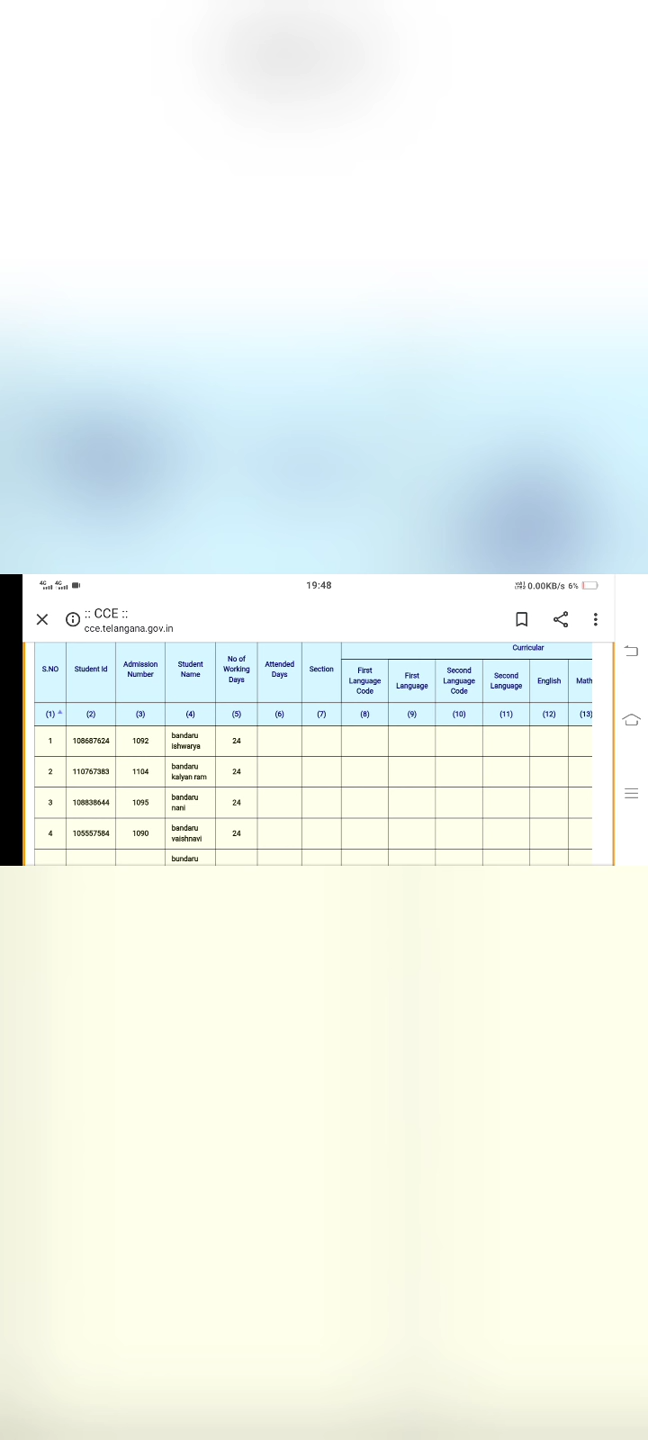 4G 4G 19:48 0.00KB/s 6%
:: CCE ::
cce.telangana.gov.in
Curricular
S.NO Student Id Admission Number Student Name No of Working Days Attended Days Section First Language Code First Language Second Language Code Second Language English Math
(1) (2) (3) (4) (5) (6) (7) (8) (9) (10) (11) (12) (13)
1 108687624 1092 bandaru ishwarya 24
2 110767383 1104 bandaru kalyan ram 24
3 108838644 1095 bandaru nani 24
4 105557584 1090 bandaru vaishnavi 24
bundaru